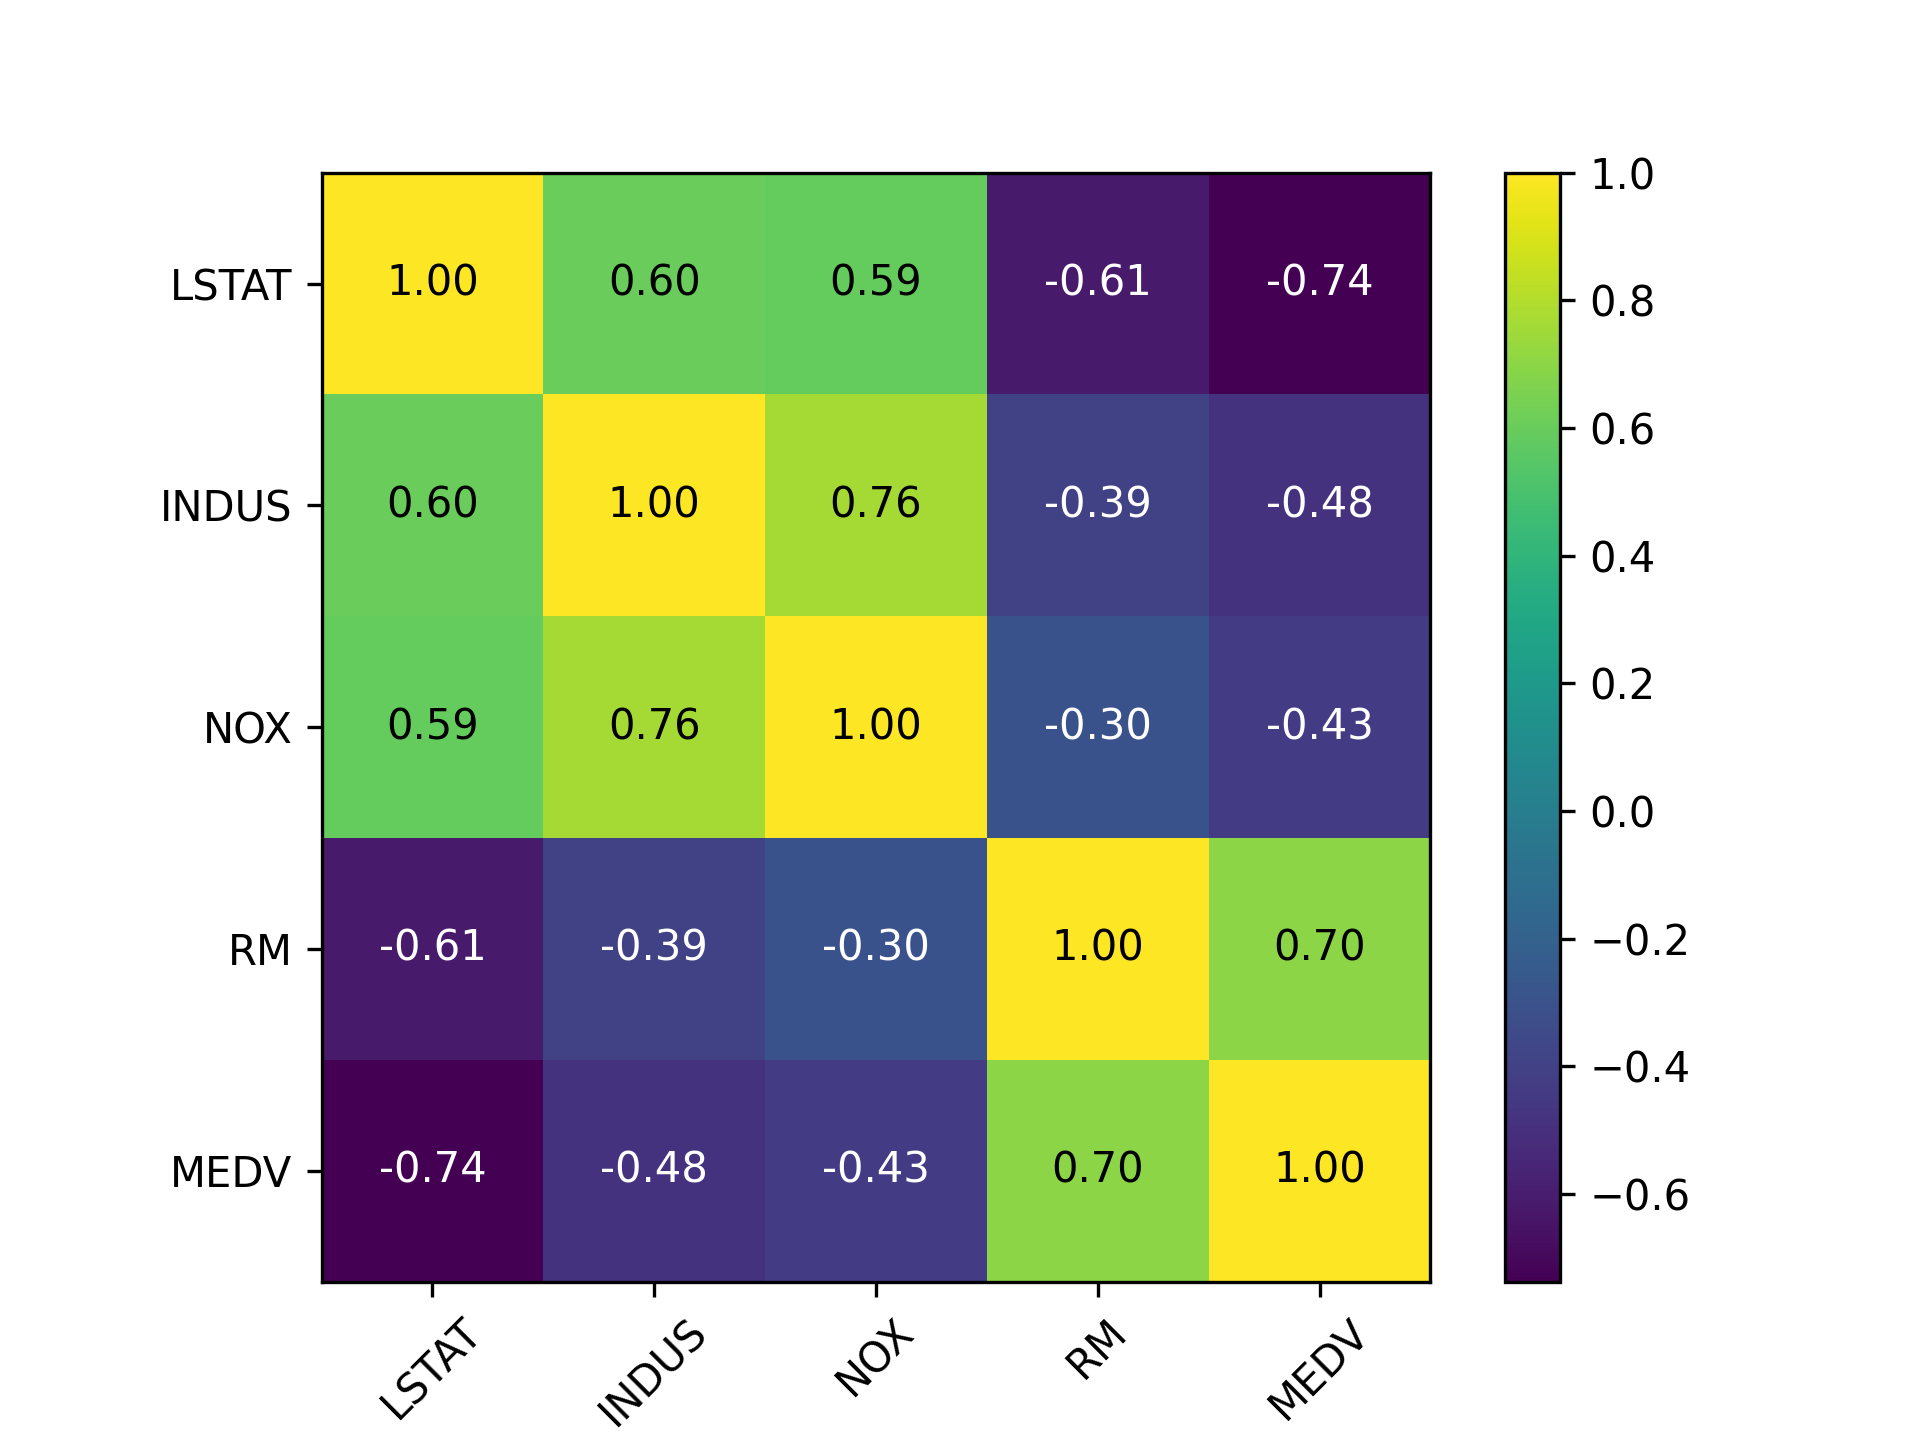 LSTAT 1.00 0.60 0.59 -0.61 -0.74
INDUS 0.60 1.00 0.76 -0.39 -0.48
NOX 0.59 0.76 1.00 -0.30 -0.43
RM -0.61 -0.39 -0.30 1.00 0.70
MEDV -0.74 -0.48 -0.43 0.70 1.00
LSTAT INDUS NOX RM MEDV
1.0
0.8
0.6
0.4
0.2
0.0
−0.2
−0.4
−0.6